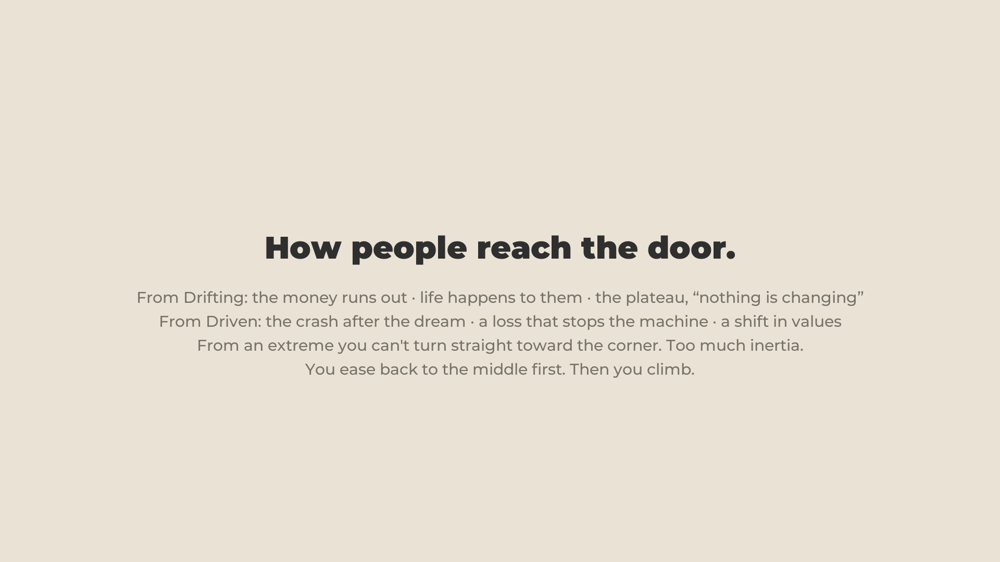 How people reach the door.
From Drifting: the money runs out · life happens to them · the plateau, “nothing is changing”
From Driven: the crash after the dream · a loss that stops the machine · a shift in values
From an extreme you can't turn straight toward the corner. Too much inertia.
You ease back to the middle first. Then you climb.